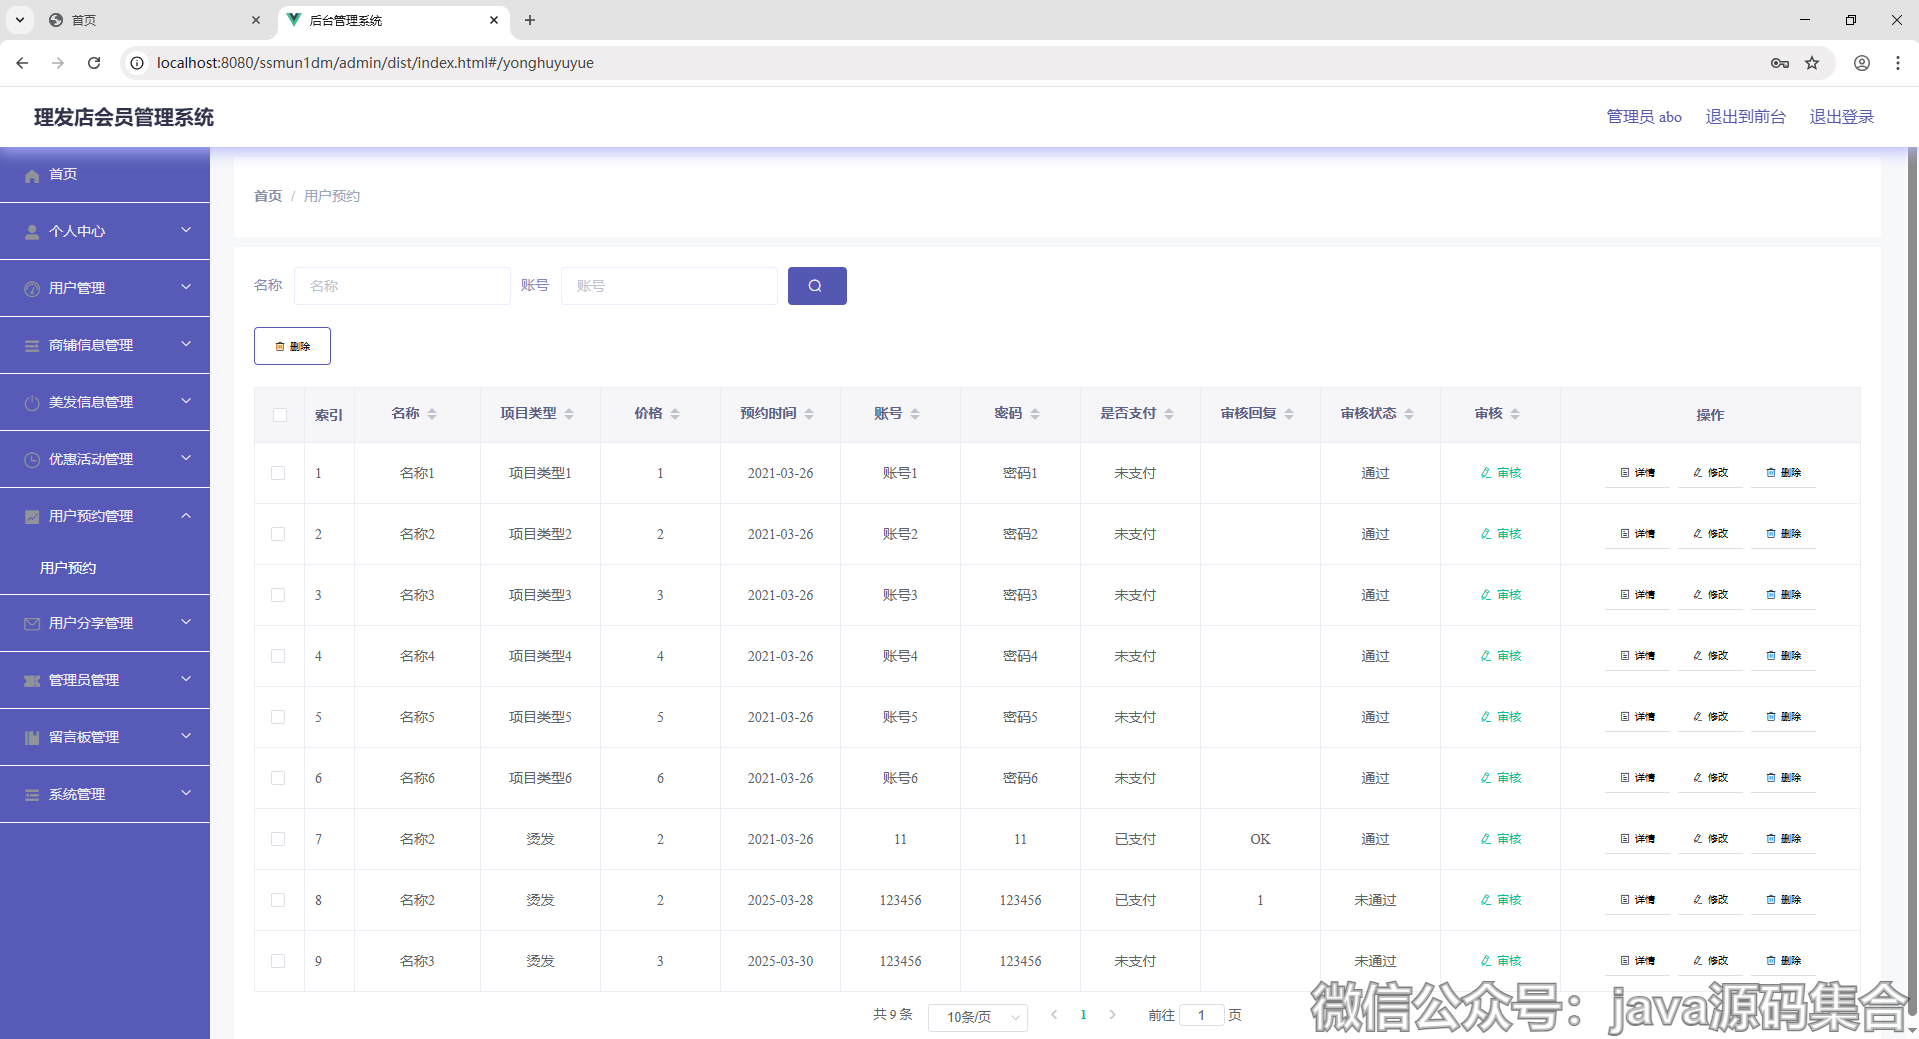 首页
后台管理系统
localhost:8080/ssmun1dm/admin/dist/index.html#/yonghuyuyue
理发店会员管理系统
管理员 abo 退出到前台 退出登录
首页
个人中心
用户管理
商铺信息管理
美发信息管理
优惠活动管理
用户预约管理
用户预约
用户分享管理
管理员管理
留言板管理
系统管理
首页 / 用户预约
名称 名称 账号 账号
删除
索引 名称 项目类型 价格 预约时间 账号 密码 是否支付 审核回复 审核状态 审核 操作
1 名称1 项目类型1 1 2021-03-26 账号1 密码1 未支付 通过 审核 详情 修改 删除
2 名称2 项目类型2 2 2021-03-26 账号2 密码2 未支付 通过 审核 详情 修改 删除
3 名称3 项目类型3 3 2021-03-26 账号3 密码3 未支付 通过 审核 详情 修改 删除
4 名称4 项目类型4 4 2021-03-26 账号4 密码4 未支付 通过 审核 详情 修改 删除
5 名称5 项目类型5 5 2021-03-26 账号5 密码5 未支付 通过 审核 详情 修改 删除
6 名称6 项目类型6 6 2021-03-26 账号6 密码6 未支付 通过 审核 详情 修改 删除
7 名称2 烫发 2 2021-03-26 11 11 已支付 OK 通过 审核 详情 修改 删除
8 名称2 烫发 2 2025-03-28 123456 123456 已支付 1 未通过 审核 详情 修改 删除
9 名称3 烫发 3 2025-03-30 123456 123456 未支付 未通过 审核 详情 修改 删除
共 9 条 10条/页 1 前往 1 页
微信公众号：java源码集合